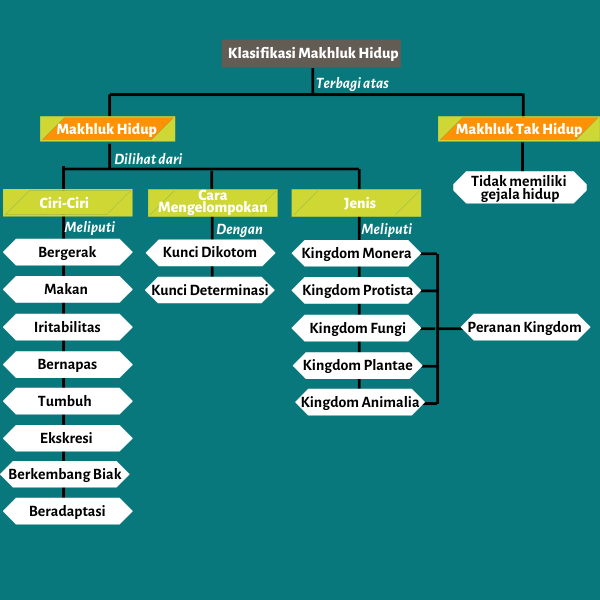 Klasifikasi Makhluk Hidup
Terbagi atas
Makhluk Hidup
Makhluk Tak Hidup
Dilihat dari
Tidak memiliki
gejala hidup
Ciri-Ciri
Cara
Mengelompokan
Jenis
Meliputi
Dengan
Meliputi
Bergerak
Kunci Dikotom
Kingdom Monera
Makan
Kunci Determinasi
Kingdom Protista
Iritabilitas
Kingdom Fungi
Peranan Kingdom
Bernapas
Kingdom Plantae
Tumbuh
Kingdom Animalia
Ekskresi
Berkembang Biak
Beradaptasi